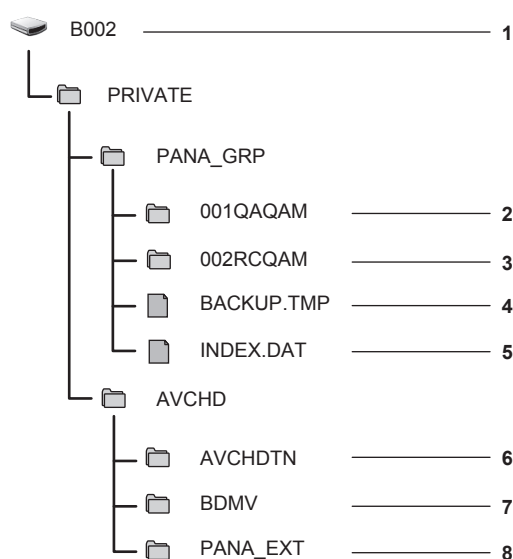 B002 1
PRIVATE
PANA_GRP
001QAQAM 2
002RCQAM 3
BACKUP.TMP 4
INDEX.DAT 5
AVCHD
AVCHDTN 6
BDMV 7
PANA_EXT 8